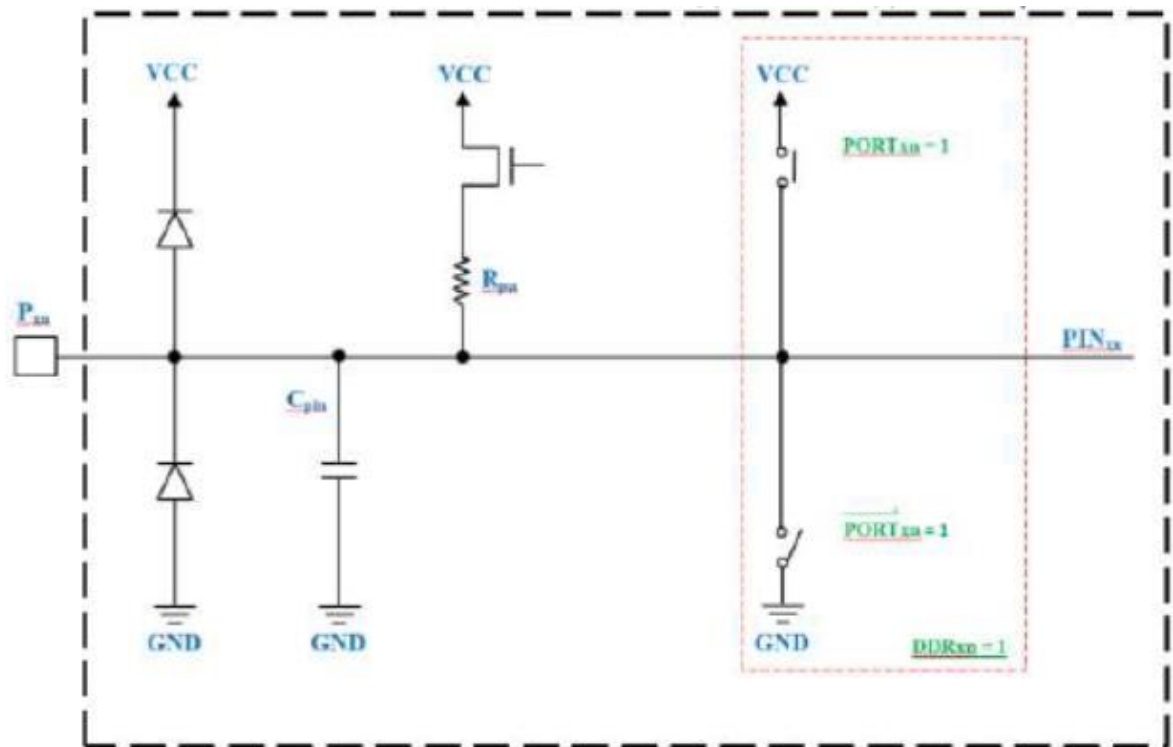 VCC
VCC
VCC
PORTxn = 1
Rpu
Pxn
PINxn
Cpin
PORTxn = 1
GND
GND
GND
DDRxn = 1